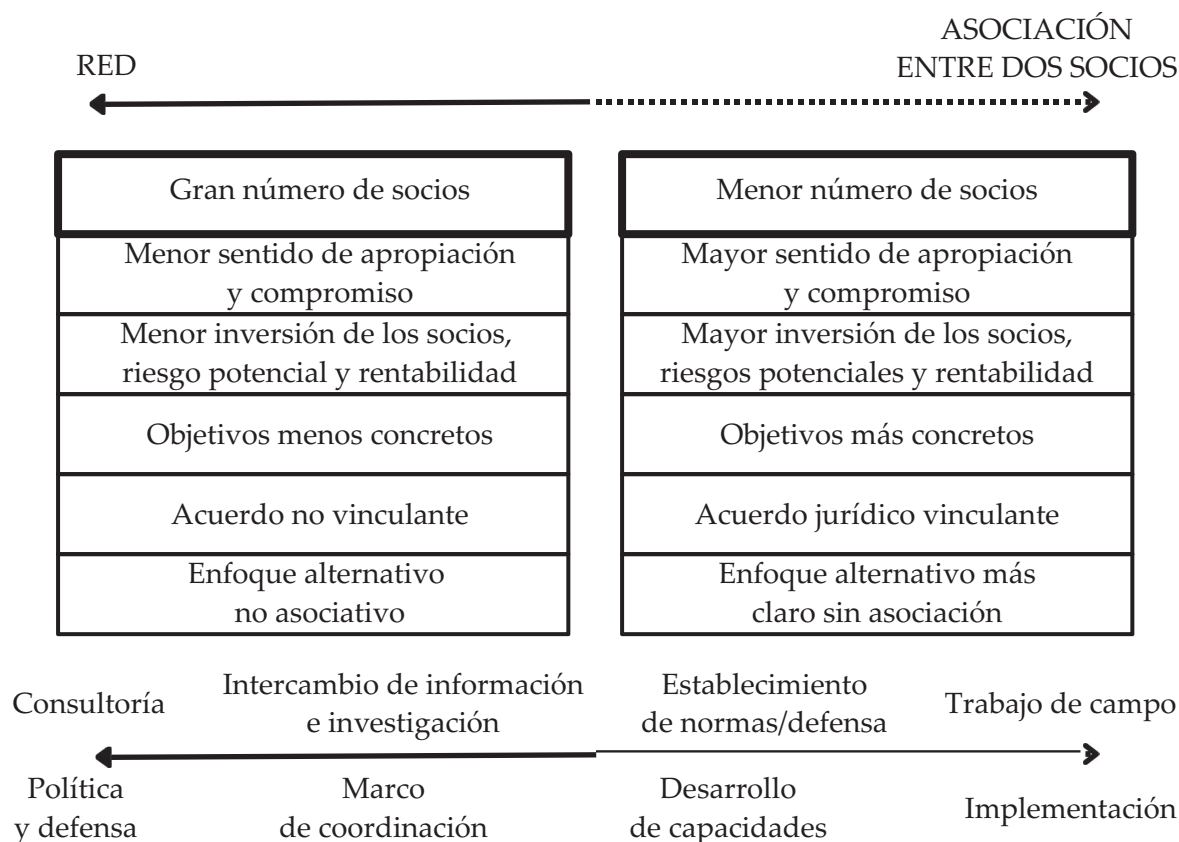 RED
ASOCIACIÓN
ENTRE DOS SOCIOS
Gran número de socios
Menor sentido de apropiación
y compromiso
Menor inversión de los socios,
riesgo potencial y rentabilidad
Objetivos menos concretos
Acuerdo no vinculante
Enfoque alternativo
no asociativo
Menor número de socios
Mayor sentido de apropiación
y compromiso
Mayor inversión de los socios,
riesgos potenciales y rentabilidad
Objetivos más concretos
Acuerdo jurídico vinculante
Enfoque alternativo más
claro sin asociación
Consultoría
Intercambio de información
e investigación
Establecimiento
de normas/defensa
Trabajo de campo
Política
y defensa
Marco
de coordinación
Desarrollo
de capacidades
Implementación